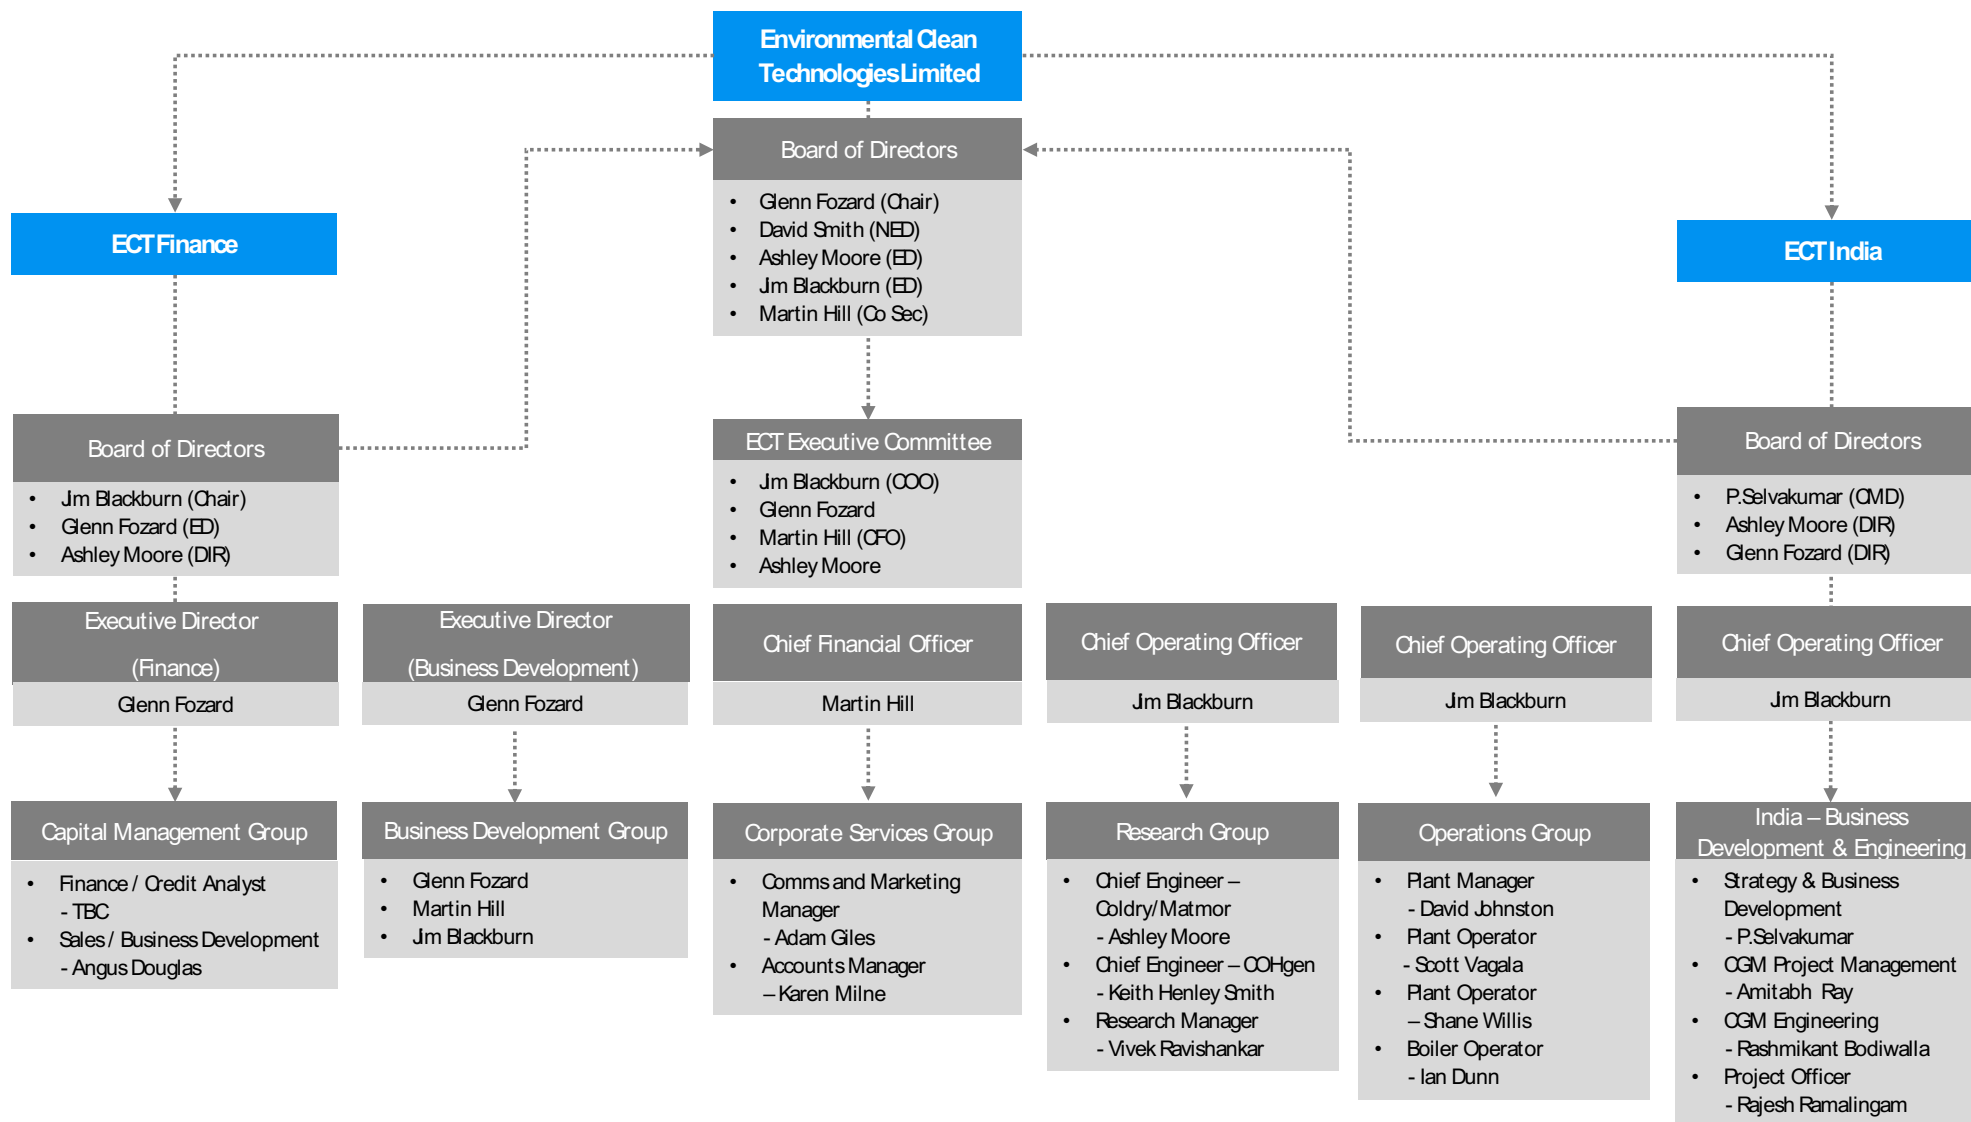 Environmental Clean
Technologies Limited
Board of Directors
• Glenn Fozard (Chair)
• David Smith (NED)
• Ashley Moore (ED)
• Jim Blackburn (ED)
• Martin Hill (Co Sec)
ECT Finance
ECT India
Board of Directors
• Jim Blackburn (Chair)
• Glenn Fozard (ED)
• Ashley Moore (DIR)
ECT Executive Committee
• Jim Blackburn (COO)
• Glenn Fozard
• Martin Hill (CFO)
• Ashley Moore
Board of Directors
• P.Selvakumar (CMD)
• Ashley Moore (DIR)
• Glenn Fozard (DIR)
Executive Director
(Finance)
Glenn Fozard
Executive Director
(Business Development)
Glenn Fozard
Chief Financial Officer
Martin Hill
Chief Operating Officer
Jim Blackburn
Chief Operating Officer
Jim Blackburn
Chief Operating Officer
Jim Blackburn
Capital Management Group
• Finance / Credit Analyst
- TBC
• Sales / Business Development
- Angus Douglas
Business Development Group
• Glenn Fozard
• Martin Hill
• Jim Blackburn
Corporate Services Group
• Comms and Marketing
Manager
- Adam Giles
• Accounts Manager
– Karen Milne
Research Group
• Chief Engineer –
Coldry/Matmor
- Ashley Moore
• Chief Engineer – COHgen
- Keith Henley Smith
• Research Manager
- Vivek Ravishankar
Operations Group
• Plant Manager
- David Johnston
• Plant Operator
- Scott Vagala
• Plant Operator
– Shane Willis
• Boiler Operator
- Ian Dunn
India – Business
Development & Engineering
• Strategy & Business
Development
- P.Selvakumar
• CGM Project Management
- Amitabh Ray
• CGM Engineering
- Rashmikant Bodiwalla
• Project Officer
- Rajesh Ramalingam